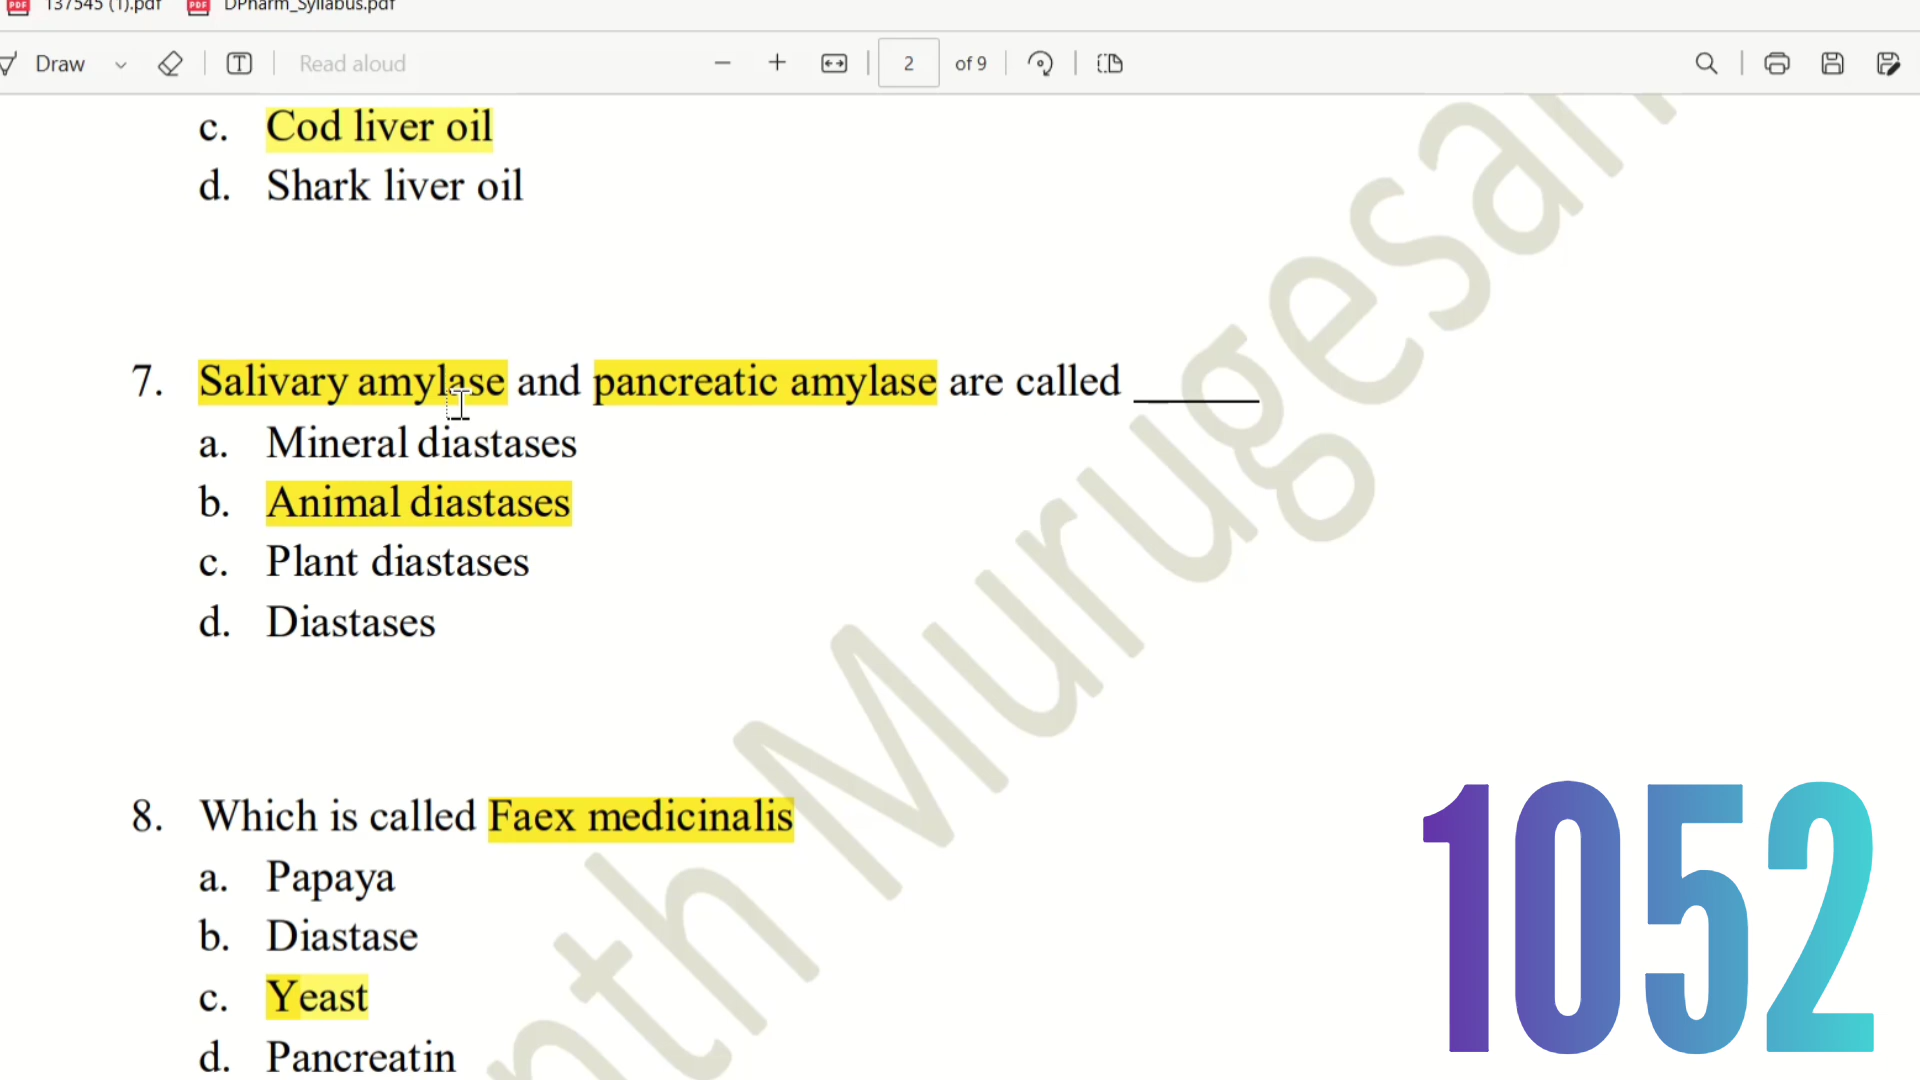 137545 (1).pdf DPharm_Syllabus.pdf
Draw Read aloud 2 of 9
c. Cod liver oil
d. Shark liver oil
7. Salivary amylase and pancreatic amylase are called ______
a. Mineral diastases
b. Animal diastases
c. Plant diastases
d. Diastases
8. Which is called Faex medicinalis
a. Papaya
b. Diastase
c. Yeast
d. Pancreatin
nth Murugesan
1052